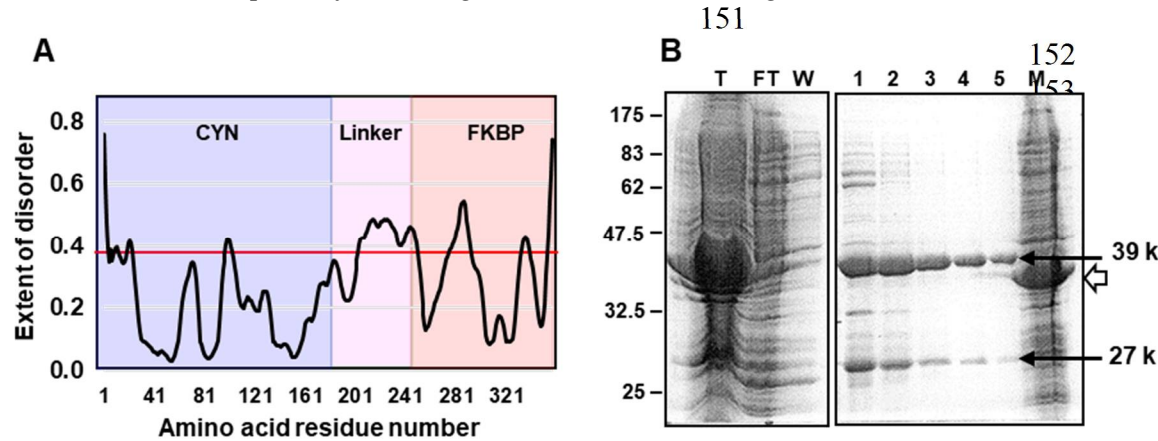 151
152
153
A
B
0.8
0.6
0.4
0.2
0.0
Extent of disorder
CYN
Linker
FKBP
1 41 81 121 161 201 241 281 321
Amino acid residue number
T FT W
1 2 3 4 5 M
175
83
62
47.5
32.5
25
39 k
27 k